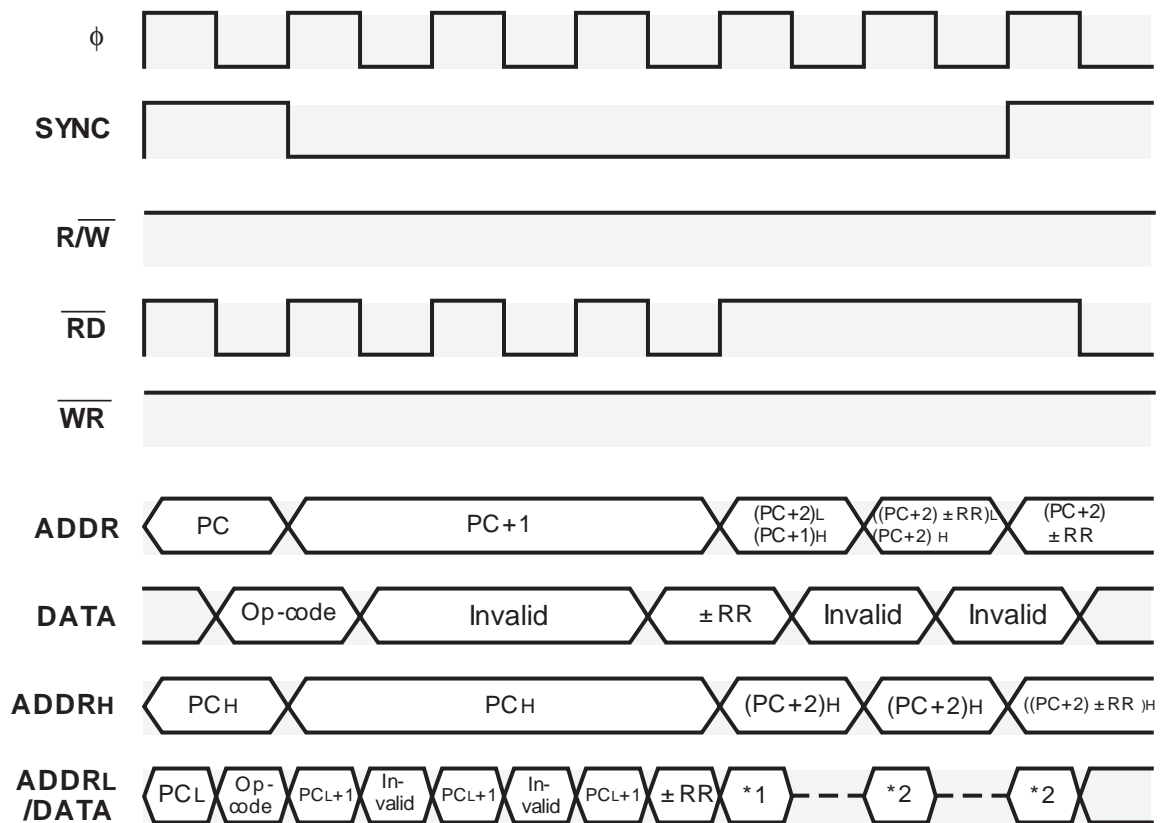 ϕ
SYNC
R/W
RD
WR
ADDR
PC
PC+1
(PC+2)L
(PC+1)H
((PC+2) ±RR)L
(PC+2) H
(PC+2)
±RR
DATA
Op-code
Invalid
±RR
Invalid
Invalid
ADDRH
PCH
PCH
(PC+2)H
(PC+2)H
((PC+2) ±RR )H
ADDRL
/DATA
PCL
Op-
code
PCL+1
In-
valid
PCL+1
In-
valid
PCL+1
±RR
*1
*2
*2